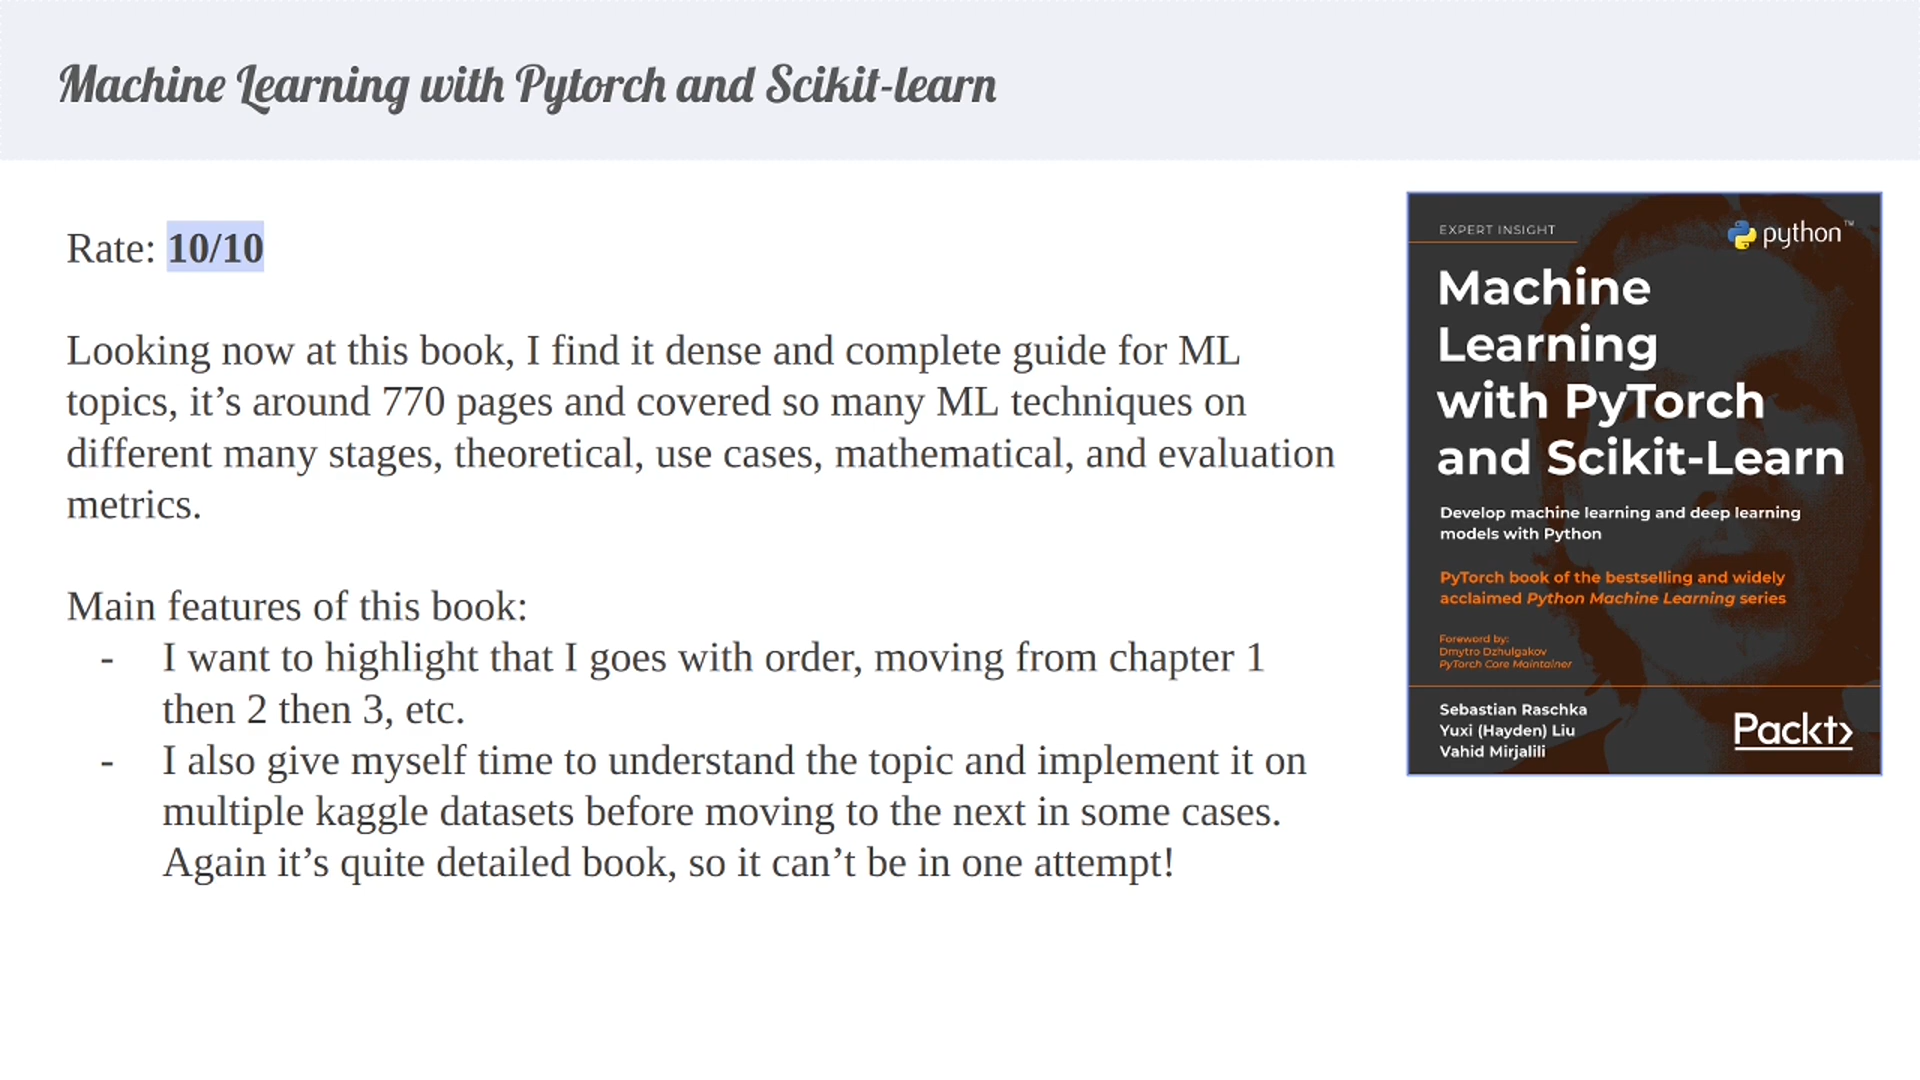 Machine Learning with Pytorch and Scikit-learn
Rate: 10/10
Looking now at this book, I find it dense and complete guide for ML
topics, it’s around 770 pages and covered so many ML techniques on
different many stages, theoretical, use cases, mathematical, and evaluation
metrics.
Main features of this book:
- I want to highlight that I goes with order, moving from chapter 1
then 2 then 3, etc.
- I also give myself time to understand the topic and implement it on
multiple kaggle datasets before moving to the next in some cases.
Again it’s quite detailed book, so it can’t be in one attempt!
EXPERT INSIGHT
python™
Machine
Learning
with PyTorch
and Scikit-Learn
Develop machine learning and deep learning
models with Python
PyTorch book of the bestselling and widely
acclaimed Python Machine Learning series
Foreword by:
Dmytro Dzhulgakov
PyTorch Core Maintainer
Sebastian Raschka
Yuxi (Hayden) Liu
Vahid Mirjalili
Packt>